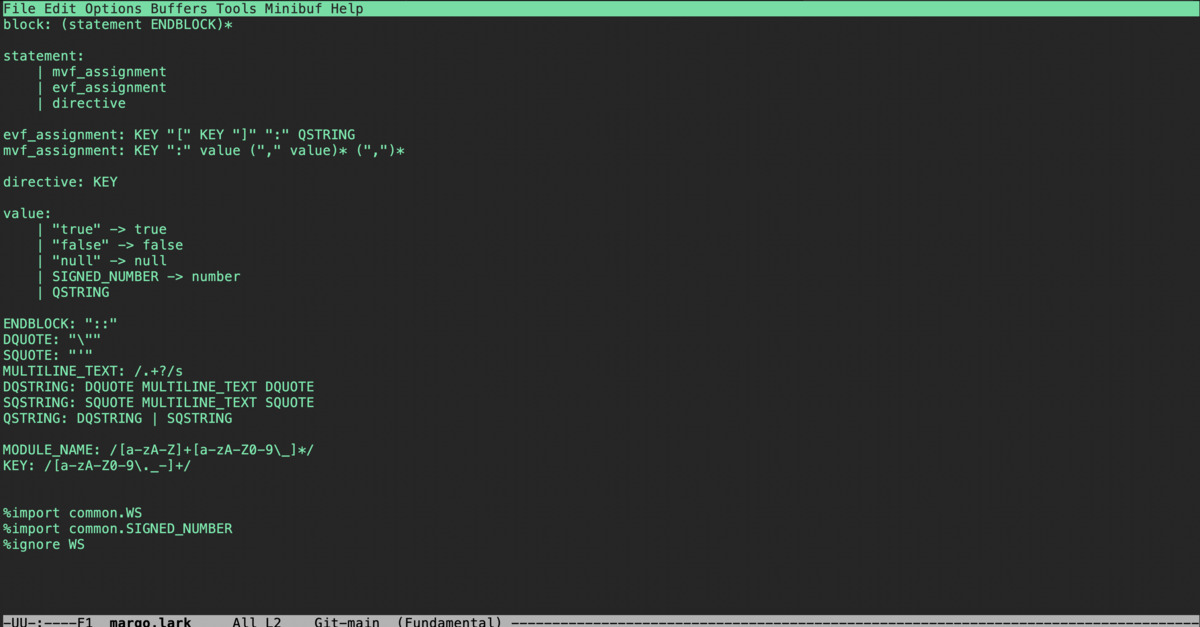 File Edit Options Buffers Tools Minibuf Help
block: (statement ENDBLOCK)*
statement:
    | mvf_assignment
    | evf_assignment
    | directive
evf_assignment: KEY "[" KEY "]" ":" QSTRING
mvf_assignment: KEY ":" value ("," value)* (",")*
directive: KEY
value:
    | "true" -> true
    | "false" -> false
    | "null" -> null
    | SIGNED_NUMBER -> number
    | QSTRING
ENDBLOCK: "::"
DQUOTE: "\""
SQUOTE: "'"
MULTILINE_TEXT: /.+?/s
DQSTRING: DQUOTE MULTILINE_TEXT DQUOTE
SQSTRING: SQUOTE MULTILINE_TEXT SQUOTE
QSTRING: DQSTRING | SQSTRING
MODULE_NAME: /[a-zA-Z]+[a-zA-Z0-9\_]*/
KEY: /[a-zA-Z0-9\._-]+/
%import common.WS
%import common.SIGNED_NUMBER
%ignore WS
-UU-:----F1  margo.lark     All L2    Git-main  (Fundamental) ------------------------------------------------------------------------------------